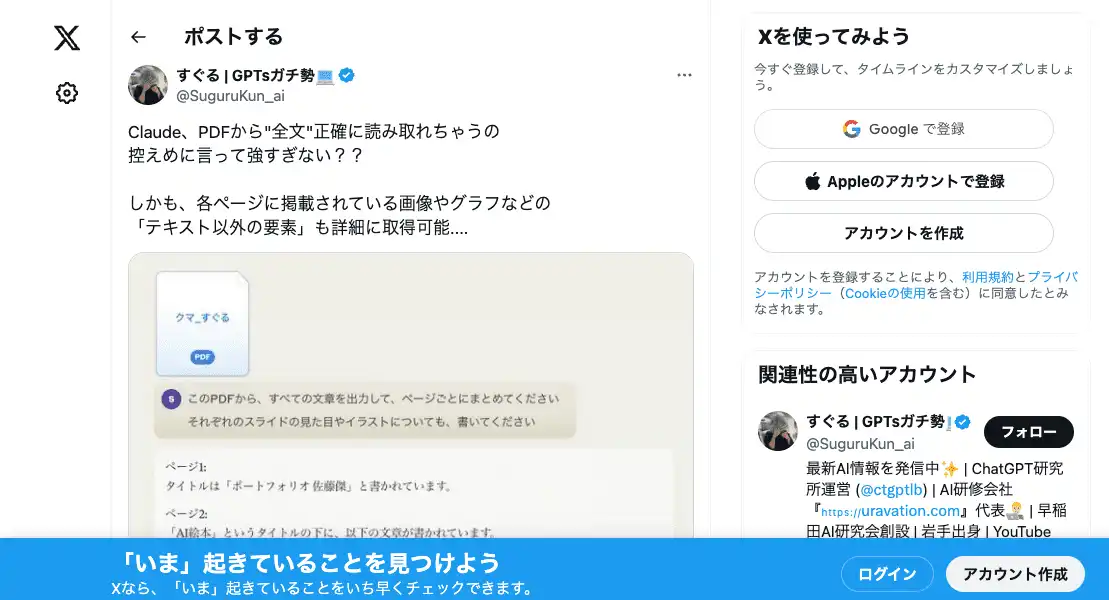 ポストする
すぐる | GPTsガチ勢
@SuguruKun_ai
Claude、PDFから"全文"正確に読み取れちゃうの
控えめに言って強すぎない？？
しかも、各ページに掲載されている画像やグラフなどの
「テキスト以外の要素」も詳細に取得可能....
クマ_すぐる
PDF
S
このPDFから、すべての文章を出力して、ページごとにまとめてください
それぞれのスライドの見た目やイラストについても、書いてください
ページ1:
タイトルは「ポートフォリオ 佐藤傑」と書かれています。
ページ2:
「AI絵本」というタイトルの下に、以下の文章が書かれています。
Xを使ってみよう
今すぐ登録して、タイムラインをカスタマイズしましょ
う。
Google で登録
Appleのアカウントで登録
アカウントを作成
アカウントを登録することにより、利用規約とプライバ
シーポリシー（Cookieの使用を含む）に同意したとみ
なされます。
関連性の高いアカウント
すぐる | GPTsガチ勢
@SuguruKun_ai
フォロー
最新AI情報を発信中✨ | ChatGPT研究
所運営 (@ctgptlb) | AI研修会社
『https://uravation.com』代表 | 早稲
田AI研究会創設 | 岩手出身 | YouTube
「いま」起きていることを見つけよう
Xなら、「いま」起きていることをいち早くチェックできます。
ログイン
アカウント作成